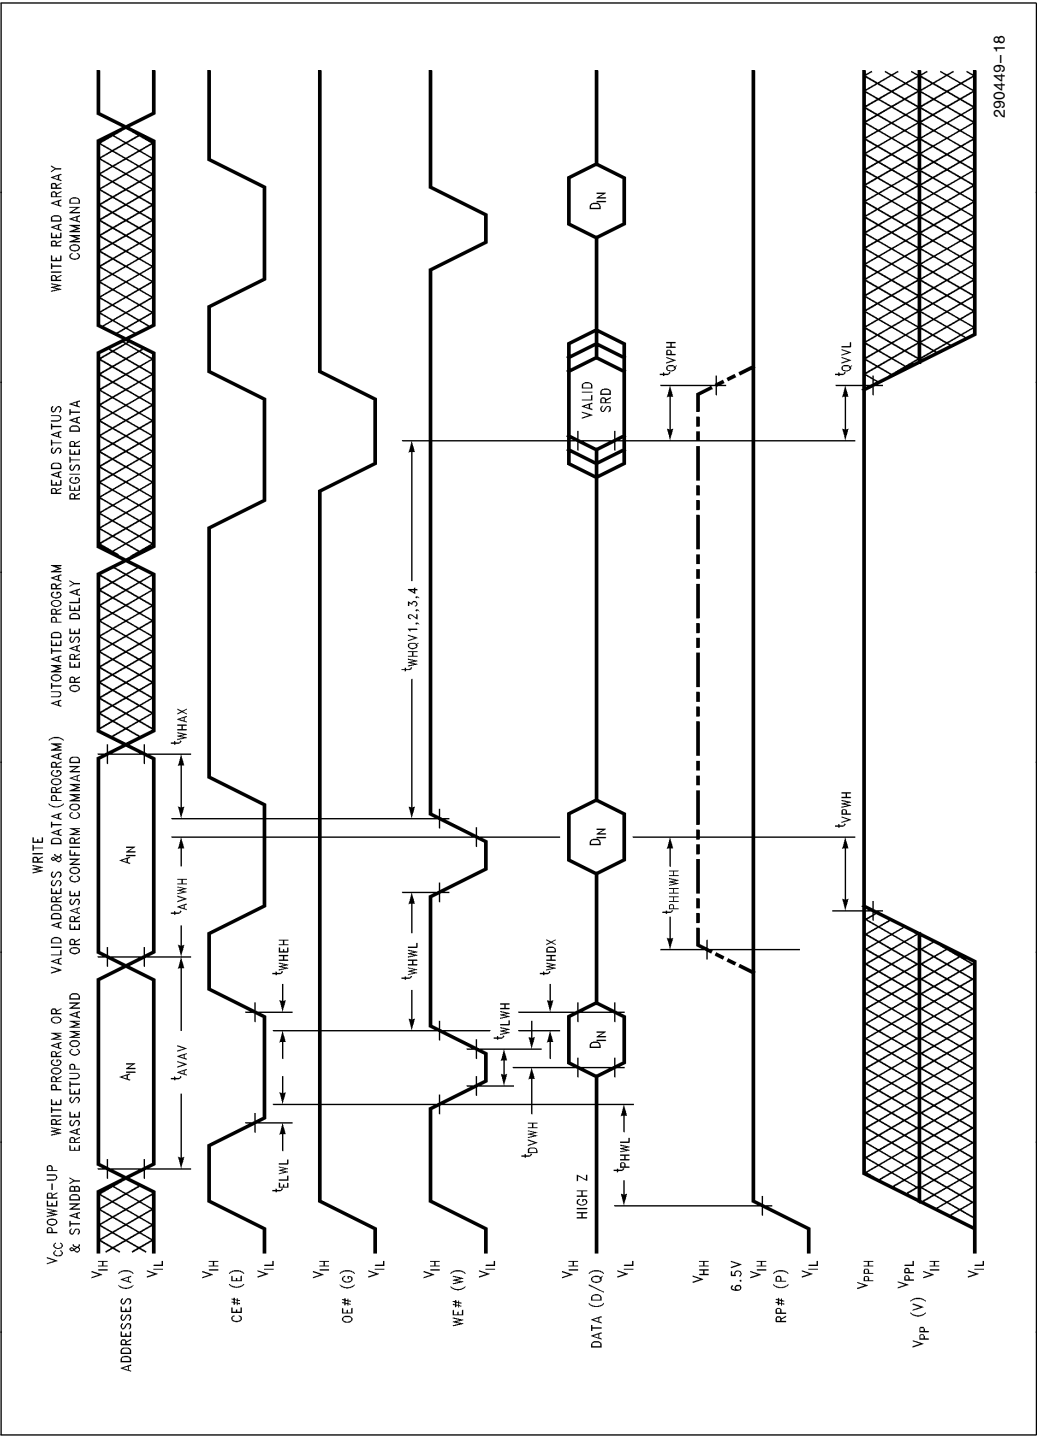 V_CC POWER-UP
& STANDBY
WRITE PROGRAM OR
ERASE SETUP COMMAND
WRITE
VALID ADDRESS & DATA (PROGRAM)
OR ERASE CONFIRM COMMAND
AUTOMATED PROGRAM
OR ERASE DELAY
READ STATUS
REGISTER DATA
WRITE READ ARRAY
COMMAND
V_IH
ADDRESSES (A)
V_IL
A_IN
A_IN
t_AVAV
t_AVWH
t_WHAX
V_IH
CE# (E)
V_IL
t_ELWL
t_WHEH
V_IH
OE# (G)
V_IL
t_WHWL
t_WHQV1,2,3,4
V_IH
WE# (W)
V_IL
t_WLWH
t_DVWH
t_WHDX
V_IH
DATA (D/Q)
V_IL
HIGH Z
D_IN
D_IN
VALID
SRD
D_IN
t_PHWL
t_PHHWH
t_QVPH
V_HH
6.5V
V_IH
RP# (P)
V_IL
t_VPWH
t_QVVL
V_PPH
V_PPL
V_PP (V)
V_IH
V_IL
290449-18